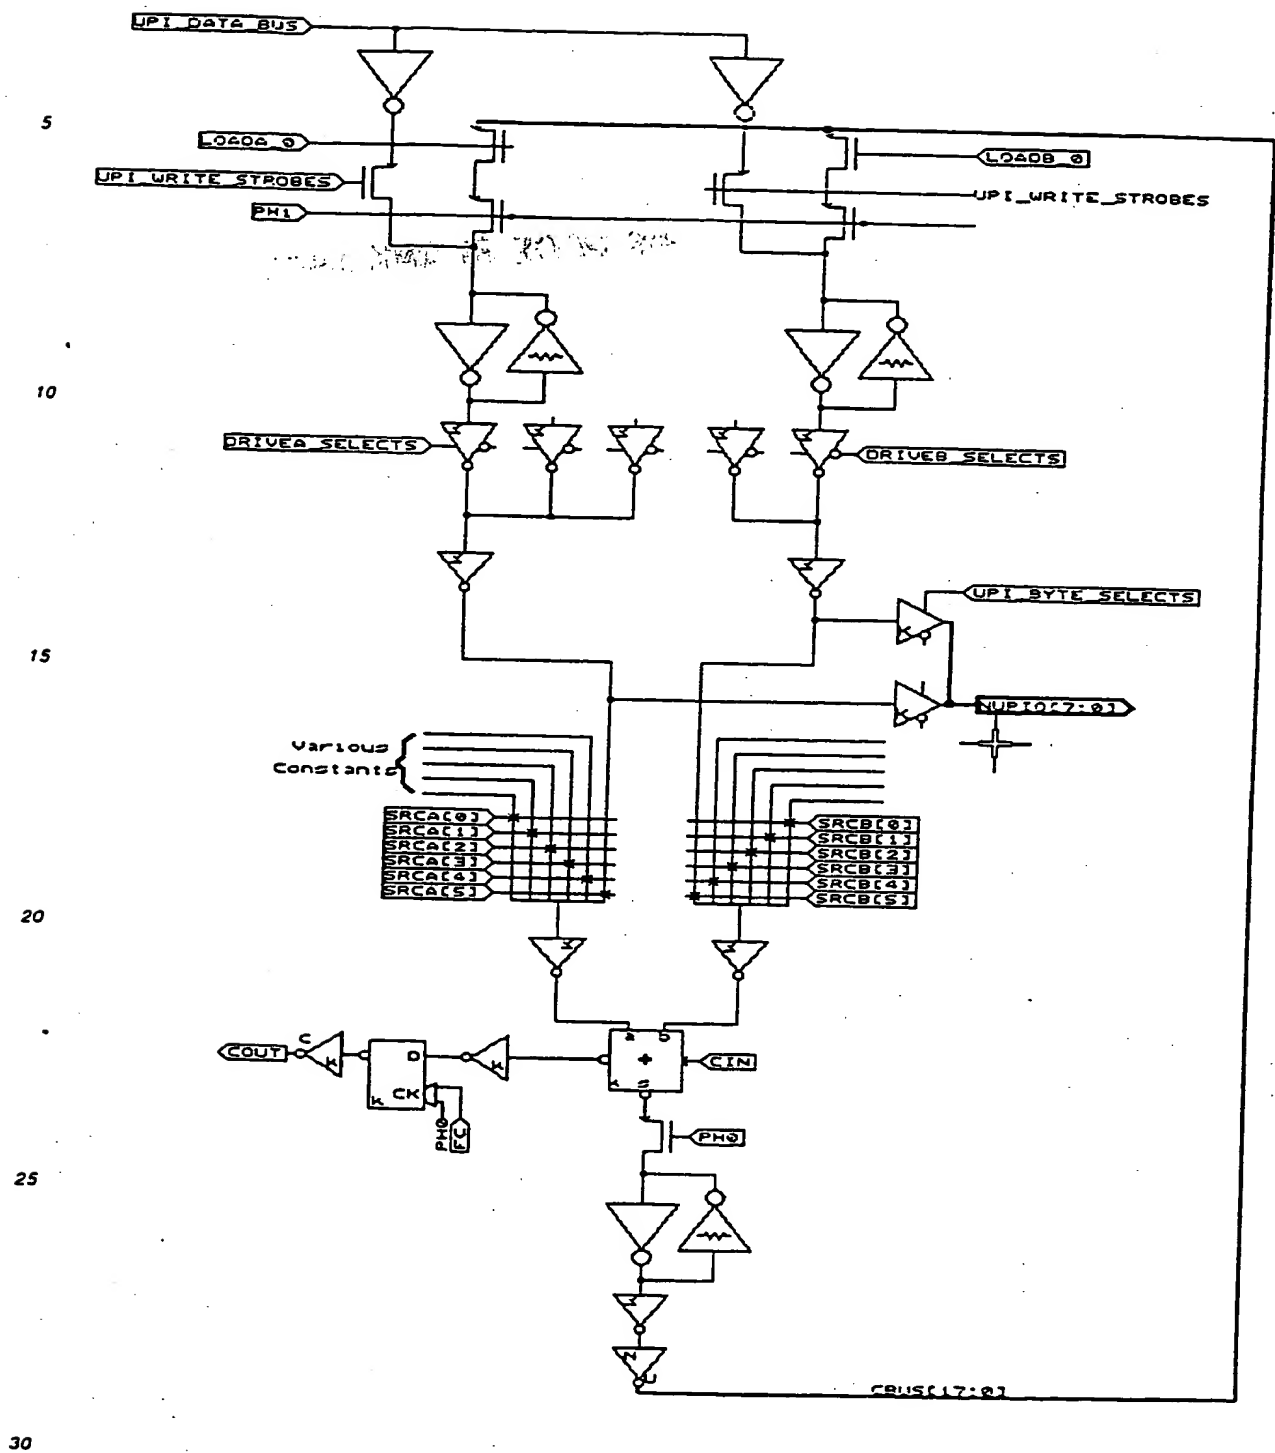 UPI_DATA_BUS
5
LOADA_0
LOADB_0
UPI_WRITE_STROBES
UPI_WRITE_STROBES
PH1
10
DRIVEA_SELECTS
DRIVEB_SELECTS
UPI_BYTE_SELECTS
15
NUPIO[7:0]
Various
Constants
SRCA[0]
SRCA[1]
SRCA[2]
SRCA[3]
SRCA[4]
SRCA[5]
SRCB[0]
SRCB[1]
SRCB[2]
SRCB[3]
SRCB[4]
SRCB[5]
20
a b
+
COUT
C
K
D
CK
K
K
CIN
PH0
FC
PH0
25
CBUS[17:0]
30